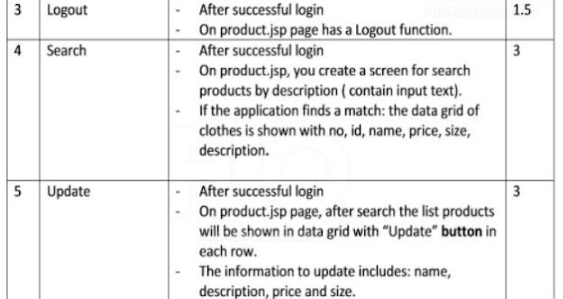 3 Logout - After successful login 1.5
- On product.jsp page has a Logout function.
4 Search - After successful login 3
- On product.jsp, you create a screen for search
products by description ( contain input text).
- If the application finds a match: the data grid of
clothes is shown with no, id, name, price, size,
description.
5 Update - After successful login 3
- On product.jsp page, after search the list products
will be shown in data grid with “Update” button in
each row.
- The information to update includes: name,
description, price and size.